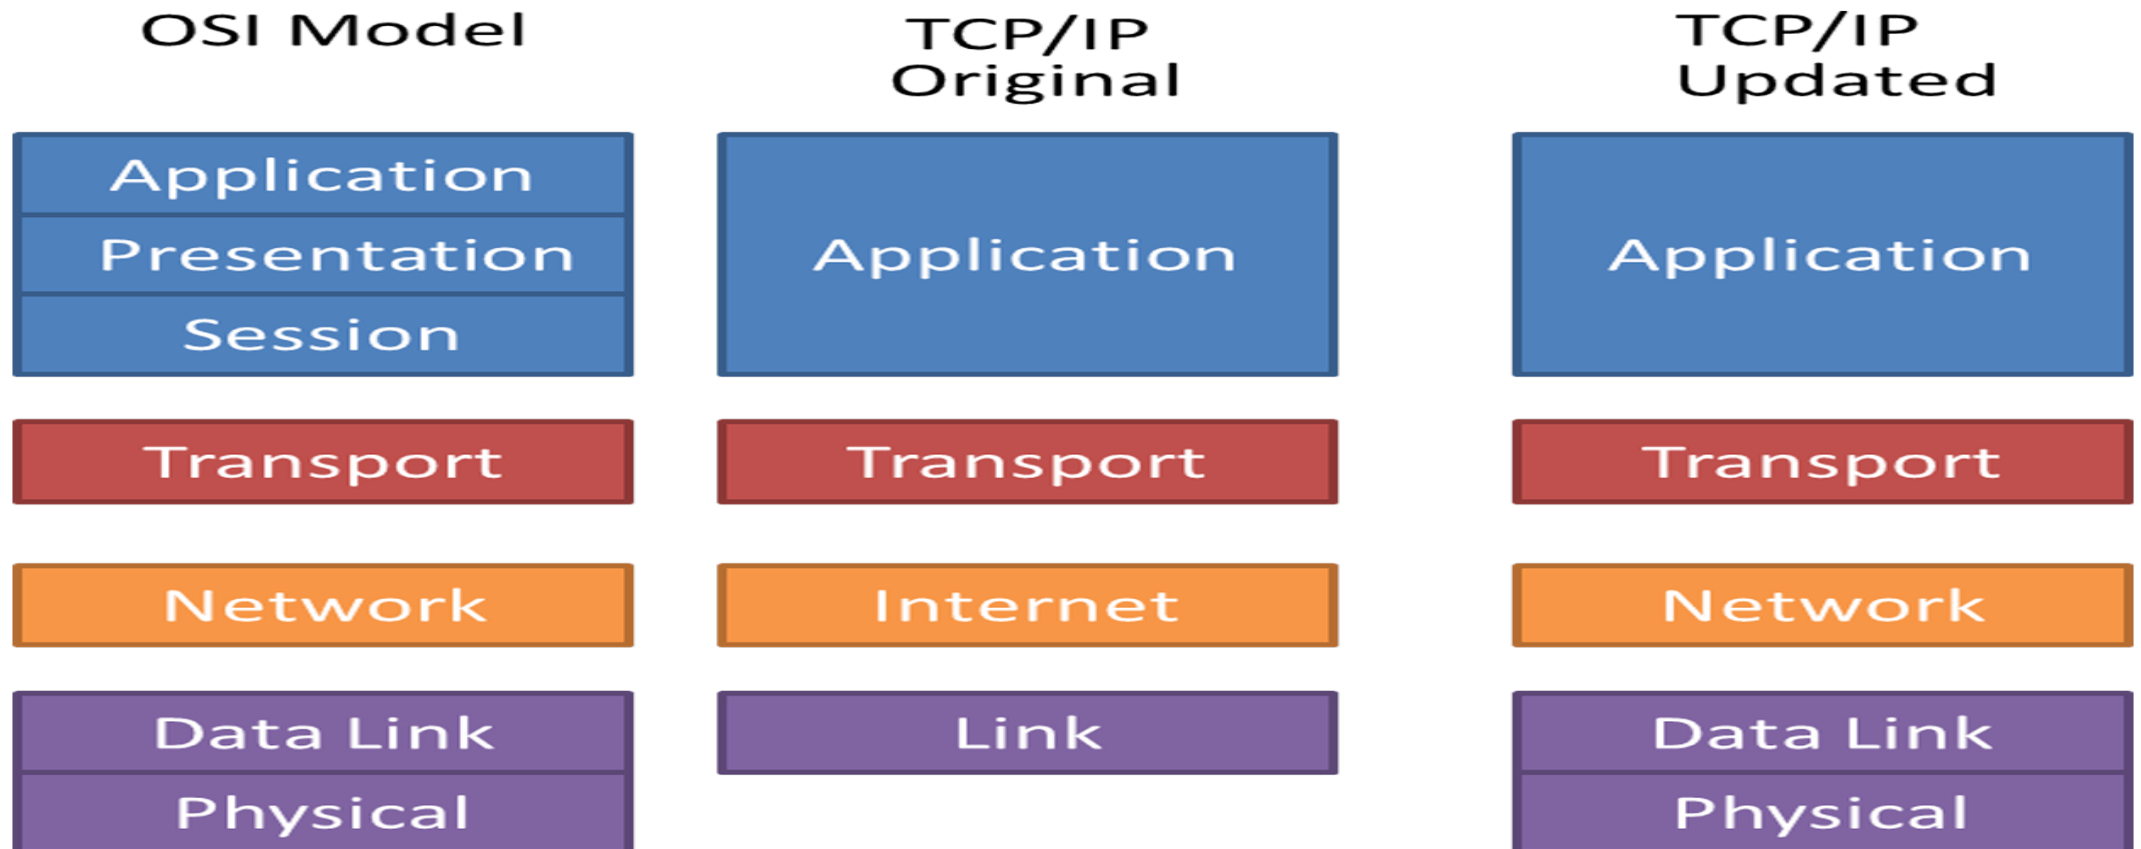 OSI Model
Application
Presentation
Session
Transport
Network
Data Link
Physical
TCP/IP
Original
Application
Transport
Internet
Link
TCP/IP
Updated
Application
Transport
Network
Data Link
Physical